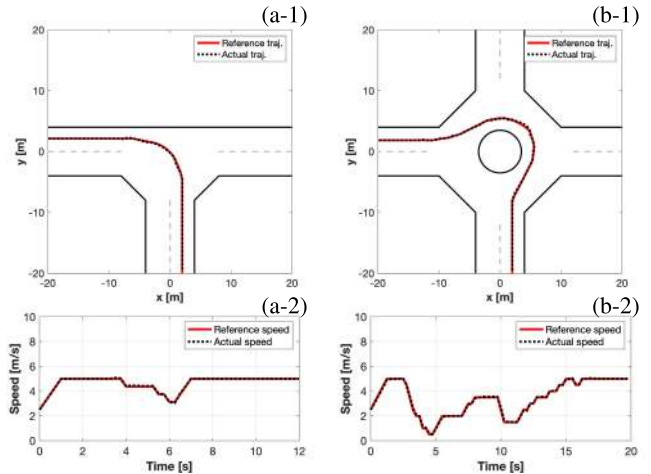 (a-1)
20
10
0
-10
-20
y [m]
-20 -10 0 10 20
x [m]
Reference traj.
Actual traj.
(b-1)
20
10
0
-10
-20
y [m]
-20 -10 0 10 20
x [m]
Reference traj.
Actual traj.
(a-2)
10
8
6
4
2
0
Speed [m/s]
0 2 4 6 8 10 12
Time [s]
Reference speed
Actual speed
(b-2)
10
8
6
4
2
0
Speed [m/s]
0 5 10 15 20
Time [s]
Reference speed
Actual speed